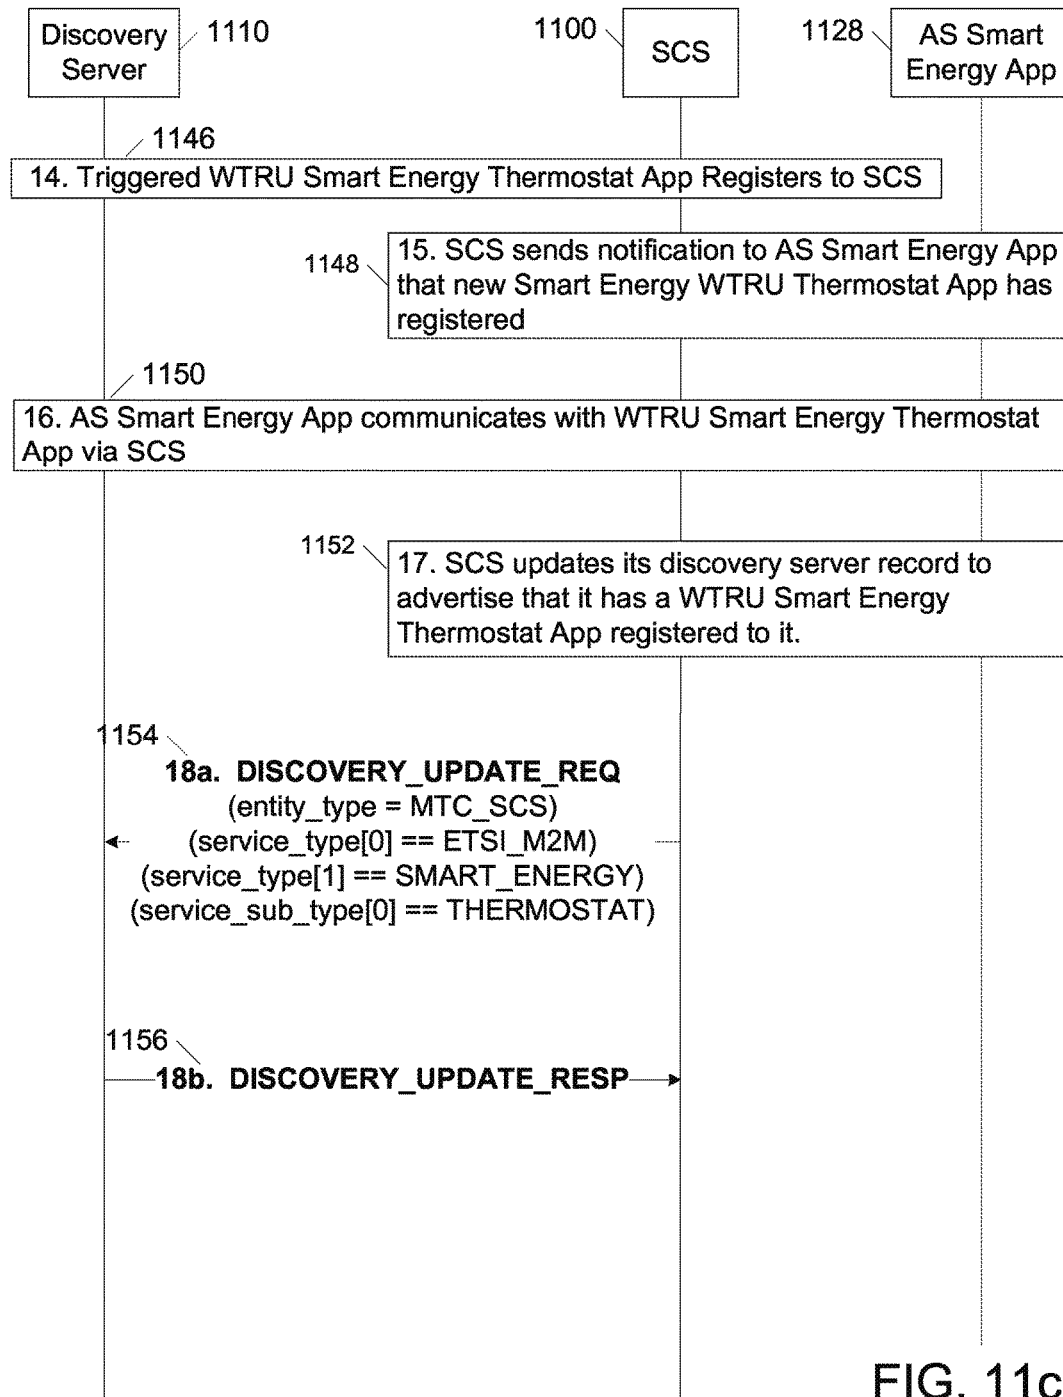 Discovery
Server
1110
1100
SCS
1128
AS Smart
Energy App
1146
14. Triggered WTRU Smart Energy Thermostat App Registers to SCS
1148
15. SCS sends notification to AS Smart Energy App
that new Smart Energy WTRU Thermostat App has
registered
1150
16. AS Smart Energy App communicates with WTRU Smart Energy Thermostat
App via SCS
1152
17. SCS updates its discovery server record to
advertise that it has a WTRU Smart Energy
Thermostat App registered to it.
1154
18a. DISCOVERY_UPDATE_REQ
(entity_type = MTC_SCS)
(service_type[0] == ETSI_M2M)
(service_type[1] == SMART_ENERGY)
(service_sub_type[0] == THERMOSTAT)
1156
18b. DISCOVERY_UPDATE_RESP
FIG. 11c